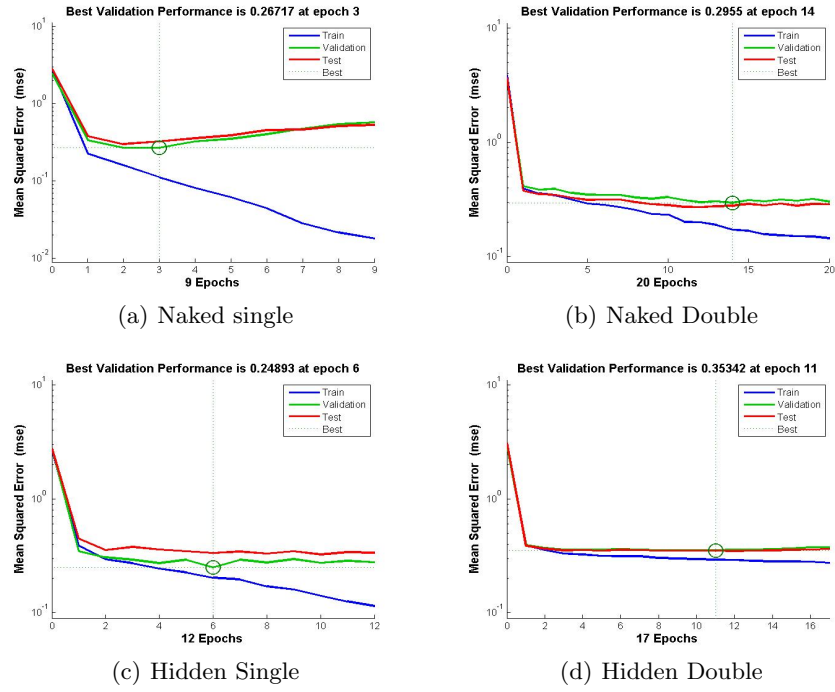 Best Validation Performance is 0.26717 at epoch 3
Mean Squared Error (mse)
10^1
10^0
10^-1
10^-2
Train
Validation
Test
Best
0 1 2 3 4 5 6 7 8 9
9 Epochs
(a) Naked single
Best Validation Performance is 0.2955 at epoch 14
Mean Squared Error (mse)
10^1
10^0
10^-1
Train
Validation
Test
Best
0 5 10 15 20
20 Epochs
(b) Naked Double
Best Validation Performance is 0.24893 at epoch 6
Mean Squared Error (mse)
10^1
10^0
10^-1
Train
Validation
Test
Best
0 2 4 6 8 10 12
12 Epochs
(c) Hidden Single
Best Validation Performance is 0.35342 at epoch 11
Mean Squared Error (mse)
10^1
10^0
10^-1
Train
Validation
Test
Best
0 2 4 6 8 10 12 14 16
17 Epochs
(d) Hidden Double